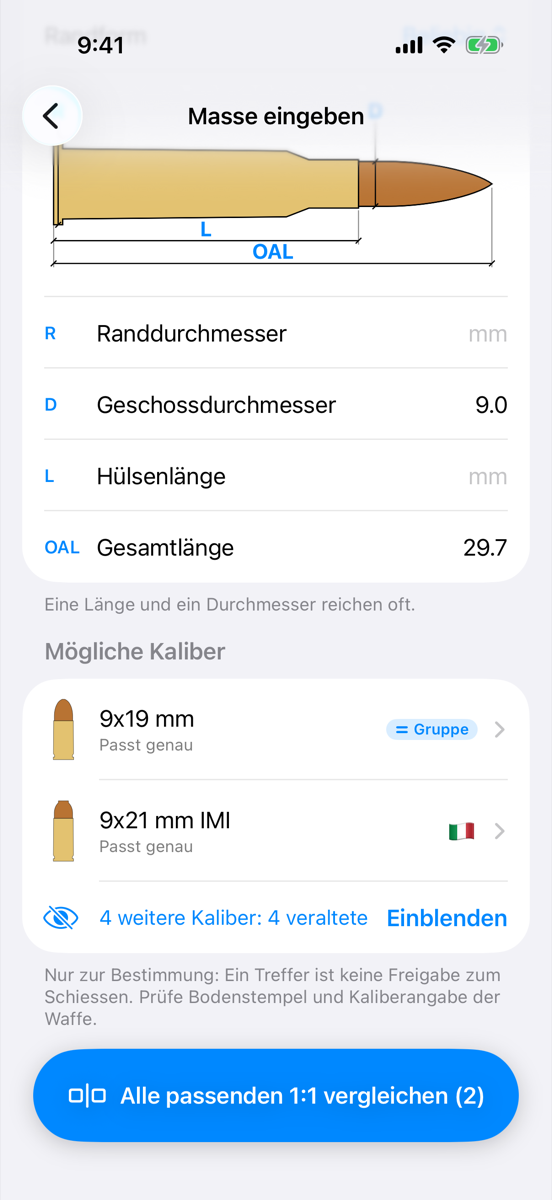 Randform
9:41
Masse eingeben
D
L
OAL
R Randdurchmesser mm
D Geschossdurchmesser 9.0
L Hülsenlänge mm
OAL Gesamtlänge 29.7
Eine Länge und ein Durchmesser reichen oft.
Mögliche Kaliber
9x19 mm
Passt genau
= Gruppe
9x21 mm IMI
Passt genau
4 weitere Kaliber: 4 veraltete Einblenden
Nur zur Bestimmung: Ein Treffer ist keine Freigabe zum
Schiessen. Prüfe Bodenstempel und Kaliberangabe der
Waffe.
Alle passenden 1:1 vergleichen (2)